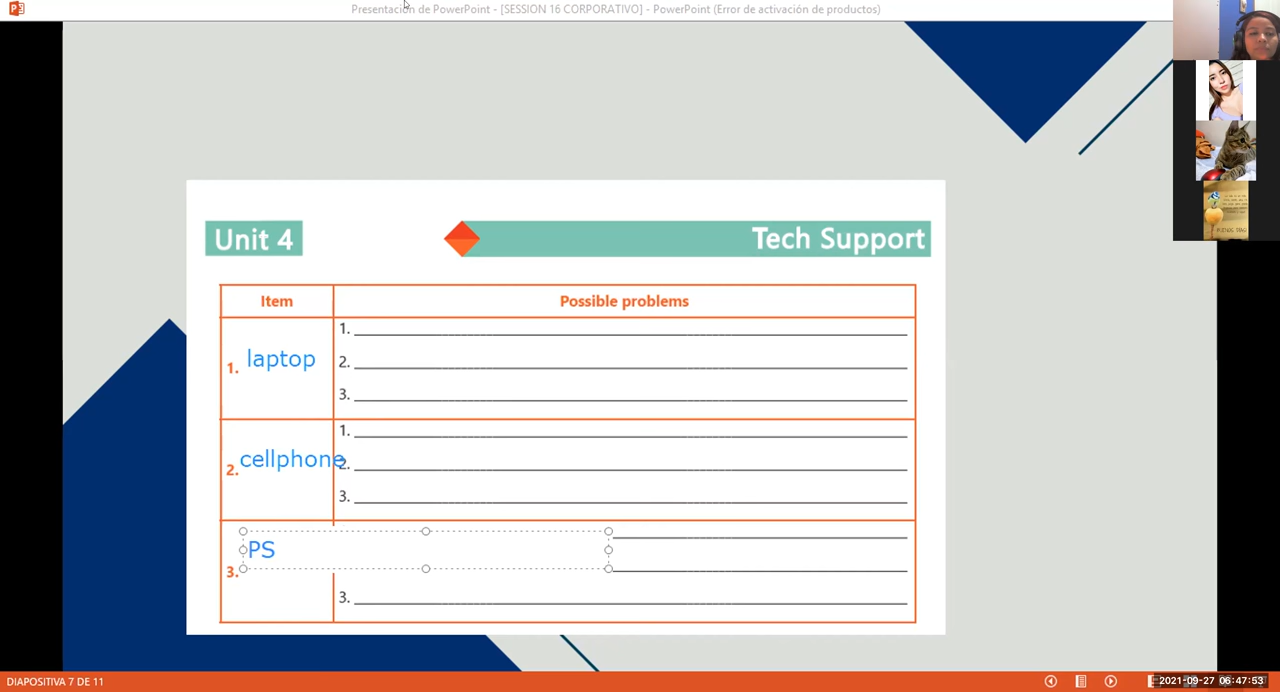 Presentación de PowerPoint - [SESSION 16 CORPORATIVO] - PowerPoint (Error de activación de productos)
Unit 4
Tech Support
Item
Possible problems
1. laptop
1.
2.
3.
2. cellphone
1.
2.
3.
3. PS
3.
DIAPOSITIVA 7 DE 11
2021-09-27 06:47:53